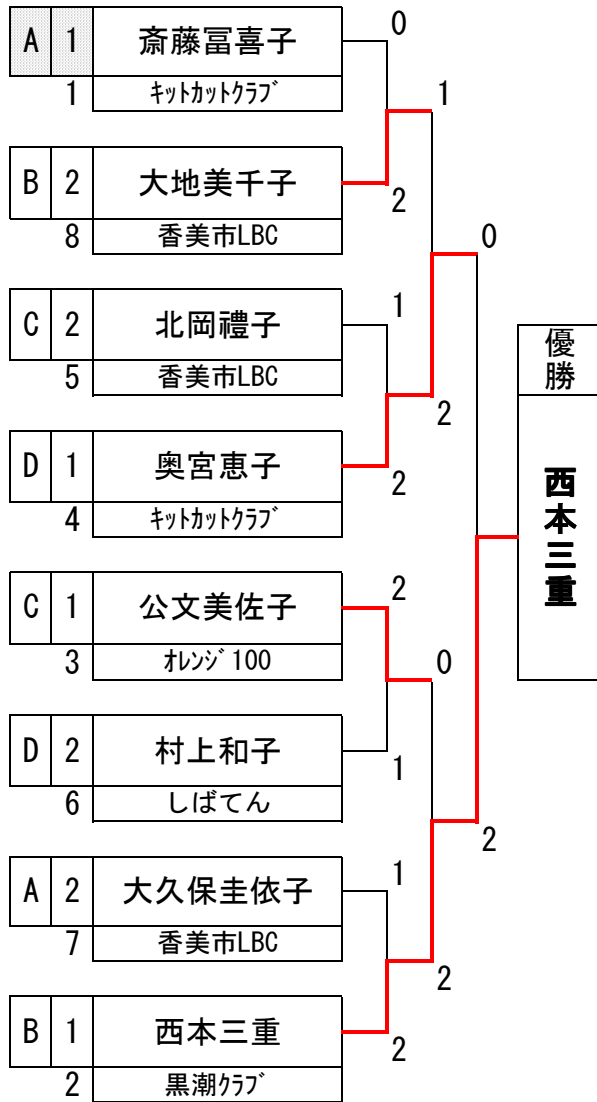 A 1 斎藤冨喜子 0
1 ｷｯﾄｶｯﾄｸﾗﾌﾞ 1
B 2 大地美千子 2
8 香美市LBC 0
C 2 北岡禮子 1
5 香美市LBC 2
D 1 奥宮恵子 2
4 ｷｯﾄｶｯﾄｸﾗﾌﾞ
優勝
西本三重
C 1 公文美佐子 2
3 ｵﾚﾝｼﾞ100 0
D 2 村上和子 1
6 しばてん 2
A 2 大久保圭依子 1
7 香美市LBC 2
B 1 西本三重 2
2 黒潮ｸﾗﾌﾞ